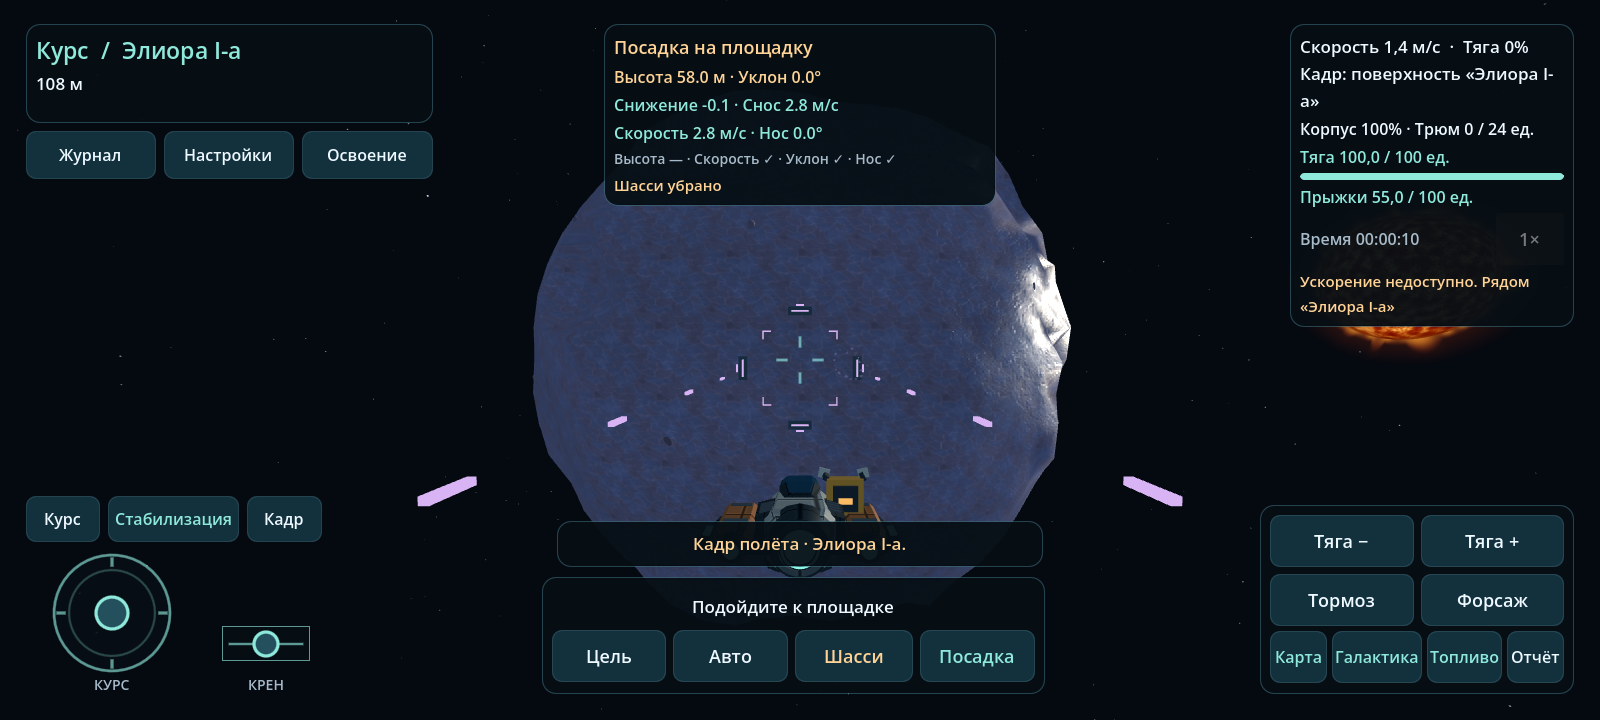 Курс / Элиора I-а
108 м
Журнал
Настройки
Освоение
Посадка на площадку
Высота 58.0 м · Уклон 0.0°
Снижение -0.1 · Снос 2.8 м/с
Скорость 2.8 м/с · Нос 0.0°
Высота — · Скорость ✓ · Уклон ✓ · Нос ✓
Шасси убрано
Скорость 1,4 м/с · Тяга 0%
Кадр: поверхность «Элиора I-
а»
Корпус 100% · Трюм 0 / 24 ед.
Тяга 100,0 / 100 ед.
Прыжки 55,0 / 100 ед.
Время 00:00:10
1×
Ускорение недоступно. Рядом
«Элиора I-а»
Курс
Стабилизация
Кадр
КУРС
КРЕН
Кадр полёта · Элиора I-а.
Подойдите к площадке
Цель
Авто
Шасси
Посадка
Тяга −
Тяга +
Тормоз
Форсаж
Карта
Галактика
Топливо
Отчёт